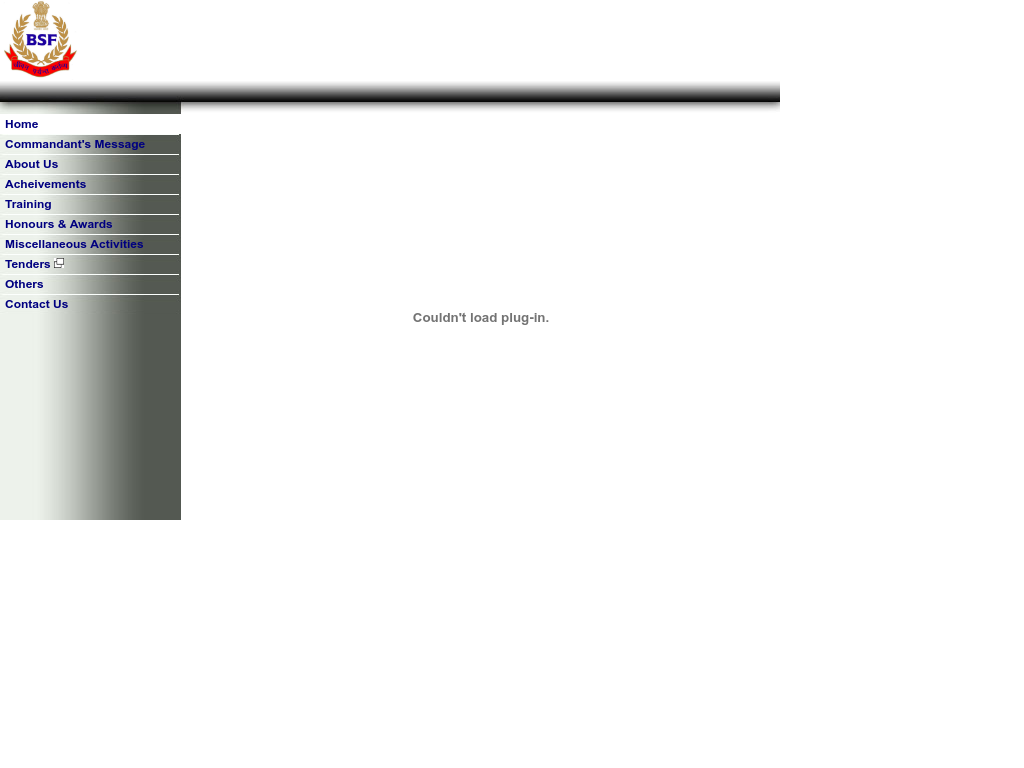 BSF
Home
Commandant's Message
About Us
Acheivements
Training
Honours & Awards
Miscellaneous Activities
Tenders
Others
Contact Us
Couldn't load plug-in.